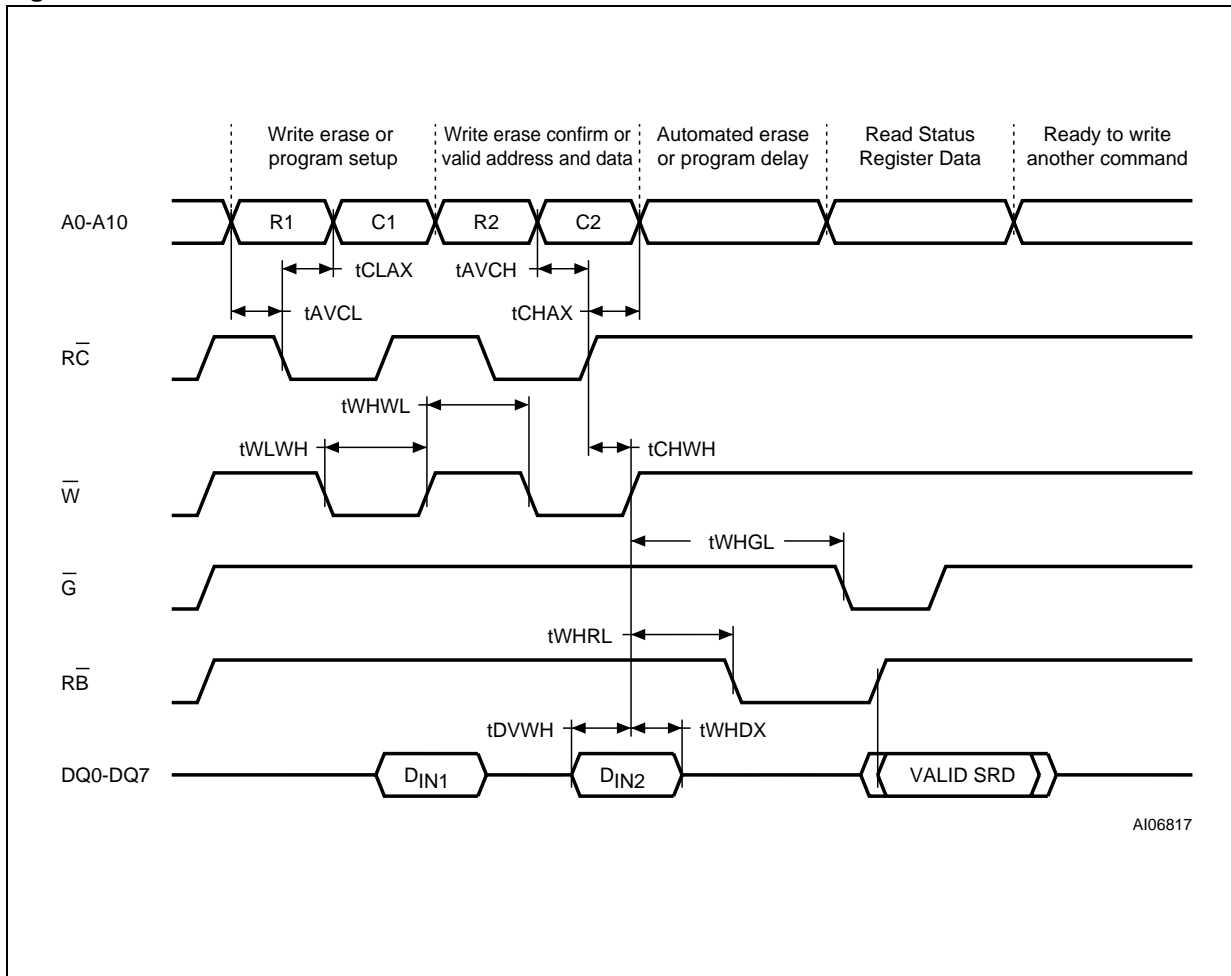 Write erase or
program setup
Write erase confirm or
valid address and data
Automated erase
or program delay
Read Status
Register Data
Ready to write
another command
A0-A10
R1
C1
R2
C2
tCLAX
tAVCH
tAVCL
tCHAX
RC̅
tWHWL
tWLWH
tCHWH
W̅
tWHGL
G̅
tWHRL
RB̅
tDVWH
tWHDX
DQ0-DQ7
DIN1
DIN2
VALID SRD
AI06817